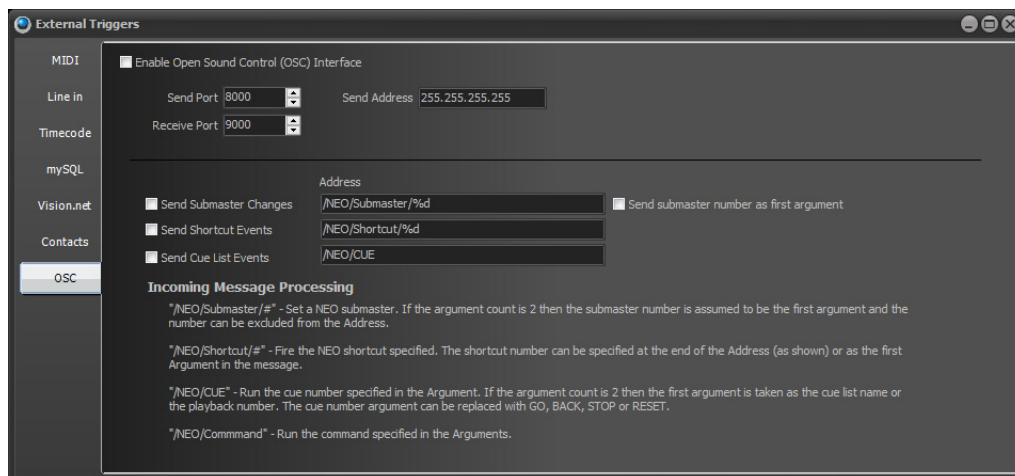 External Triggers
MIDI
Enable Open Sound Control (OSC) Interface
Line in
Send Port 8000 Send Address 255.255.255.255
Timecode
Receive Port 9000
mySQL
Address
Vision.net
Send Submaster Changes /NEO/Submaster/%d Send submaster number as first argument
Send Shortcut Events /NEO/Shortcut/%d
Contacts
Send Cue List Events /NEO/CUE
OSC
Incoming Message Processing
"/NEO/Submaster/#" - Set a NEO submaster. If the argument count is 2 then the submaster number is assumed to be the first argument and the
number can be excluded from the Address.
"/NEO/Shortcut/#" - Fire the NEO shortcut specified. The shortcut number can be specified at the end of the Address (as shown) or as the first
Argument in the message.
"/NEO/CUE" - Run the cue number specified in the Argument. If the argument count is 2 then the first argument is taken as the cue list name or
the playback number. The cue number argument can be replaced with GO, BACK, STOP or RESET.
"/NEO/Commmand" - Run the command specified in the Arguments.